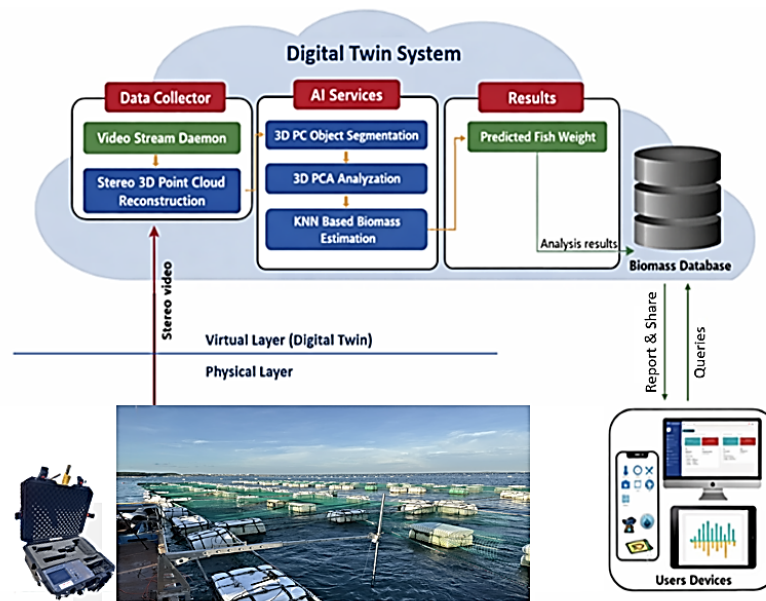 Digital Twin System
Data Collector
AI Services
Results
Video Stream Daemon
Stereo 3D Point Cloud
Reconstruction
3D PC Object Segmentation
3D PCA Analyzation
KNN Based Biomass
Estimation
Predicted Fish Weight
Analysis results
Biomass Database
Stereo video
Virtual Layer (Digital Twin)
Physical Layer
Report & Share
Queries
Users Devices